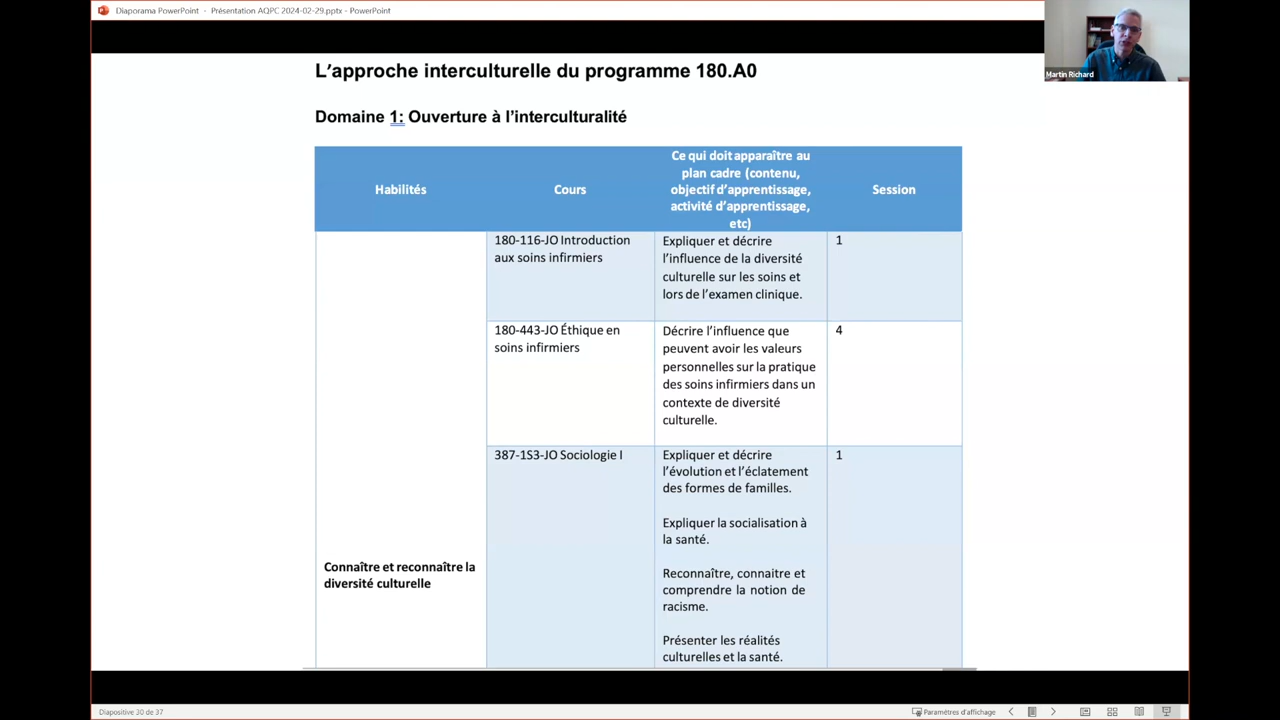 Diaporama PowerPoint - Présentation AQPC 2024-02-29.pptx - PowerPoint
Martin Richard
L'approche interculturelle du programme 180.A0
Domaine 1: Ouverture à l'interculturalité
Habilités
Cours
Ce qui doit apparaître au
plan cadre (contenu,
objectif d'apprentissage,
activité d'apprentissage,
etc)
Session
180-116-JO Introduction
aux soins infirmiers
Expliquer et décrire
l'influence de la diversité
culturelle sur les soins et
lors de l'examen clinique.
1
180-443-JO Éthique en
soins infirmiers
Décrire l'influence que
peuvent avoir les valeurs
personnelles sur la pratique
des soins infirmiers dans un
contexte de diversité
culturelle.
4
387-1S3-JO Sociologie I
Expliquer et décrire
l'évolution et l'éclatement
des formes de familles.
Expliquer la socialisation à
la santé.
Reconnaître, connaitre et
comprendre la notion de
racisme.
Présenter les réalités
culturelles et la santé.
1
Connaître et reconnaître la
diversité culturelle
Diapositive 30 de 37
Paramètres d'affichage